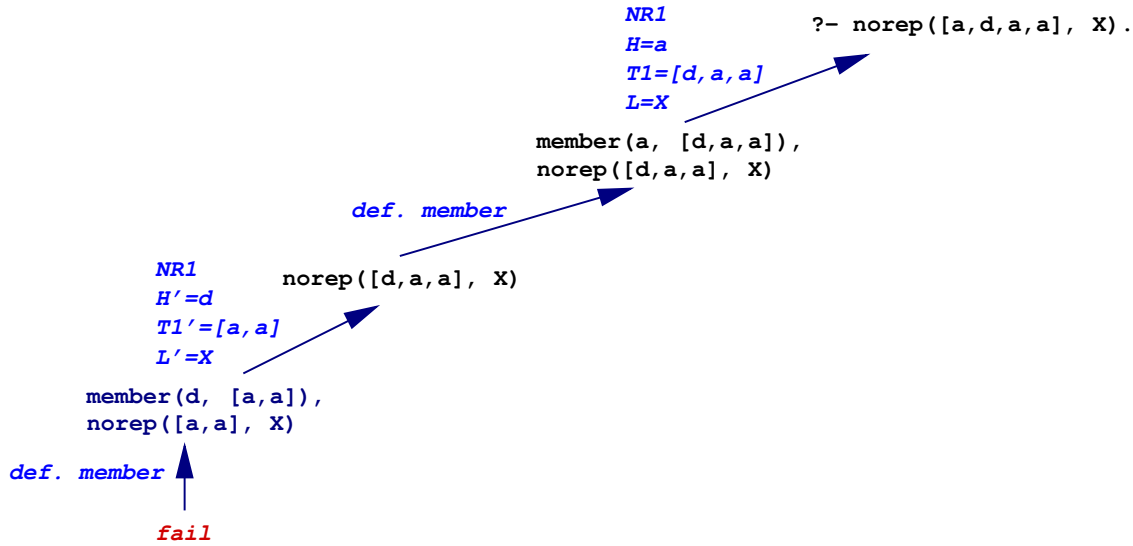 NR1
H=a
T1=[d,a,a]
L=X
?- norep([a,d,a,a], X).
member(a, [d,a,a]),
norep([d,a,a], X)
def. member
NR1
H'=d
T1'=[a,a]
L'=X
norep([d,a,a], X)
member(d, [a,a]),
norep([a,a], X)
def. member
fail